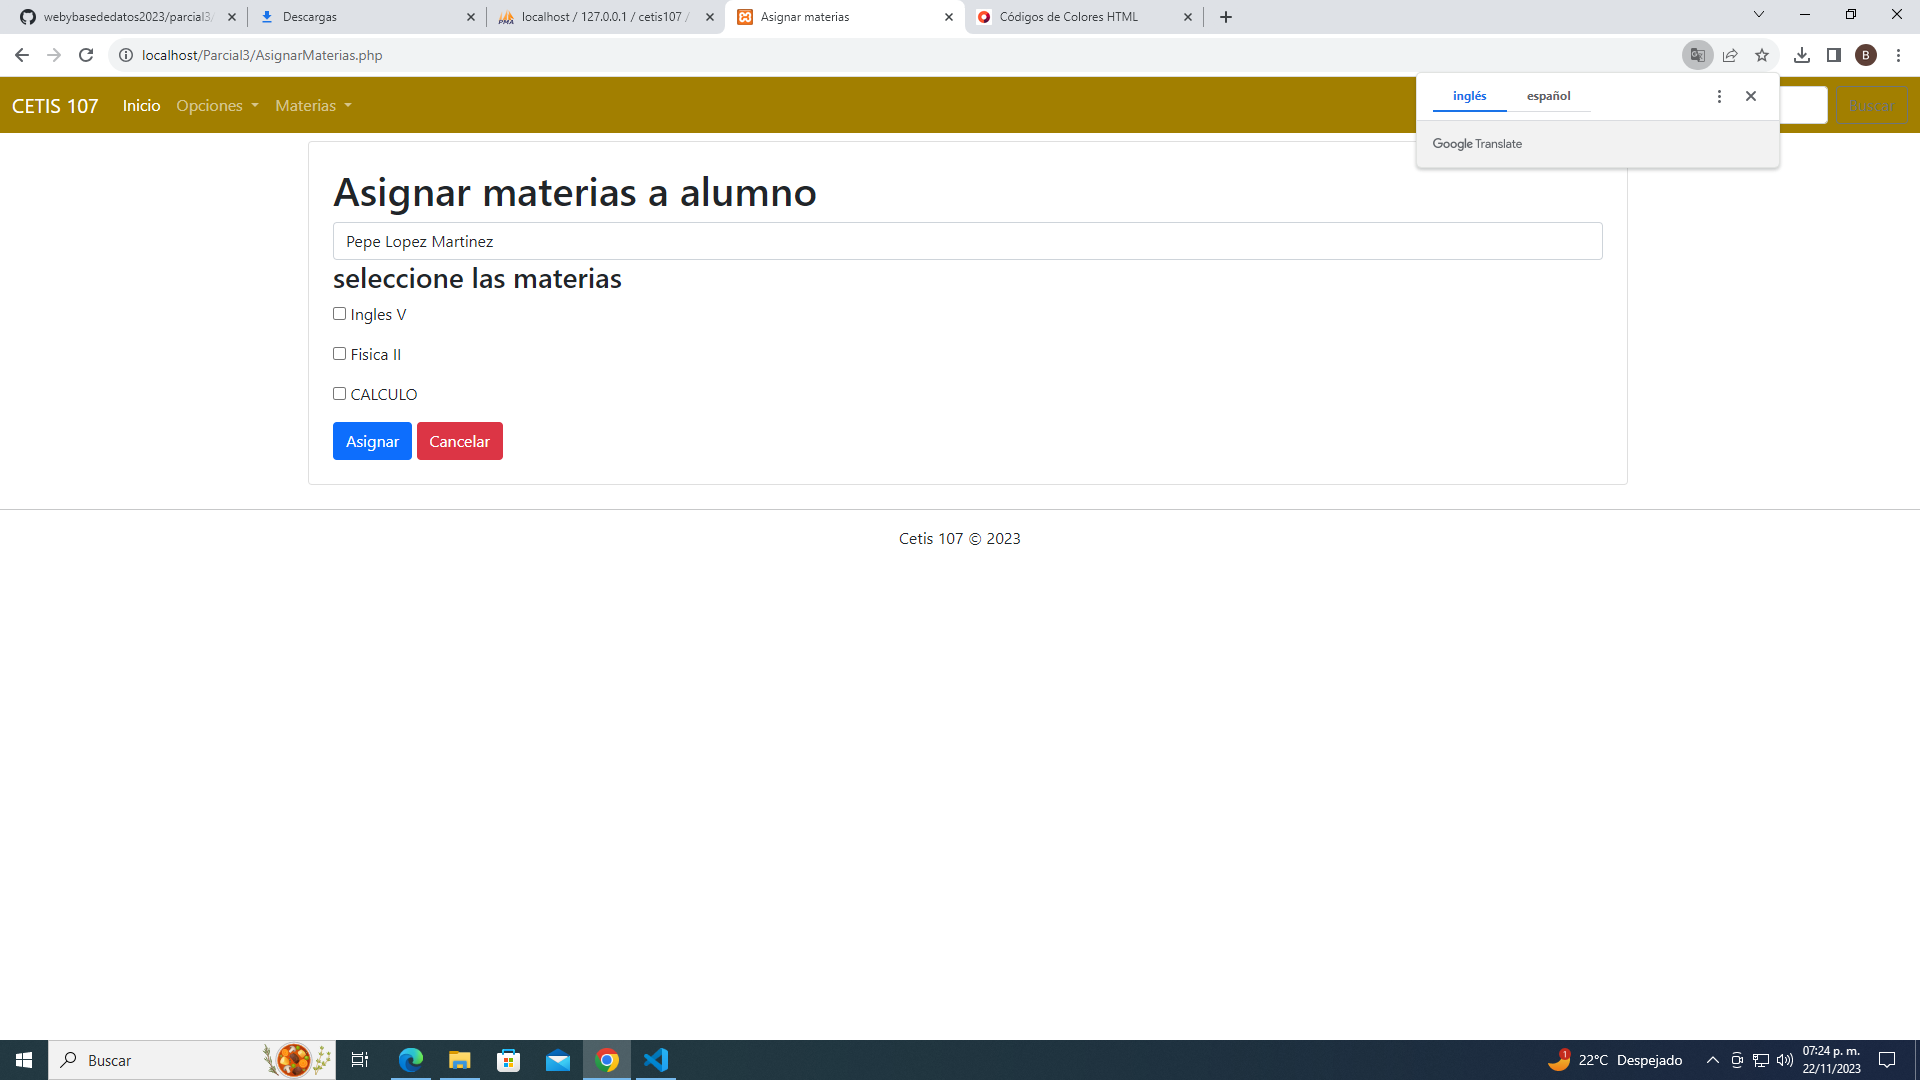 webybasededatos2023/parcial3/
Descargas
localhost / 127.0.0.1 / cetis107 /
Asignar materias
Códigos de Colores HTML
localhost/Parcial3/AsignarMaterias.php
B
CETIS 107
Inicio
Opciones
Materias
inglés
español
Buscar
Google Translate
Asignar materias a alumno
Pepe Lopez Martinez
seleccione las materias
Ingles V
Fisica II
CALCULO
Asignar
Cancelar
Cetis 107 © 2023
Buscar
1
22°C Despejado
07:24 p. m.
22/11/2023